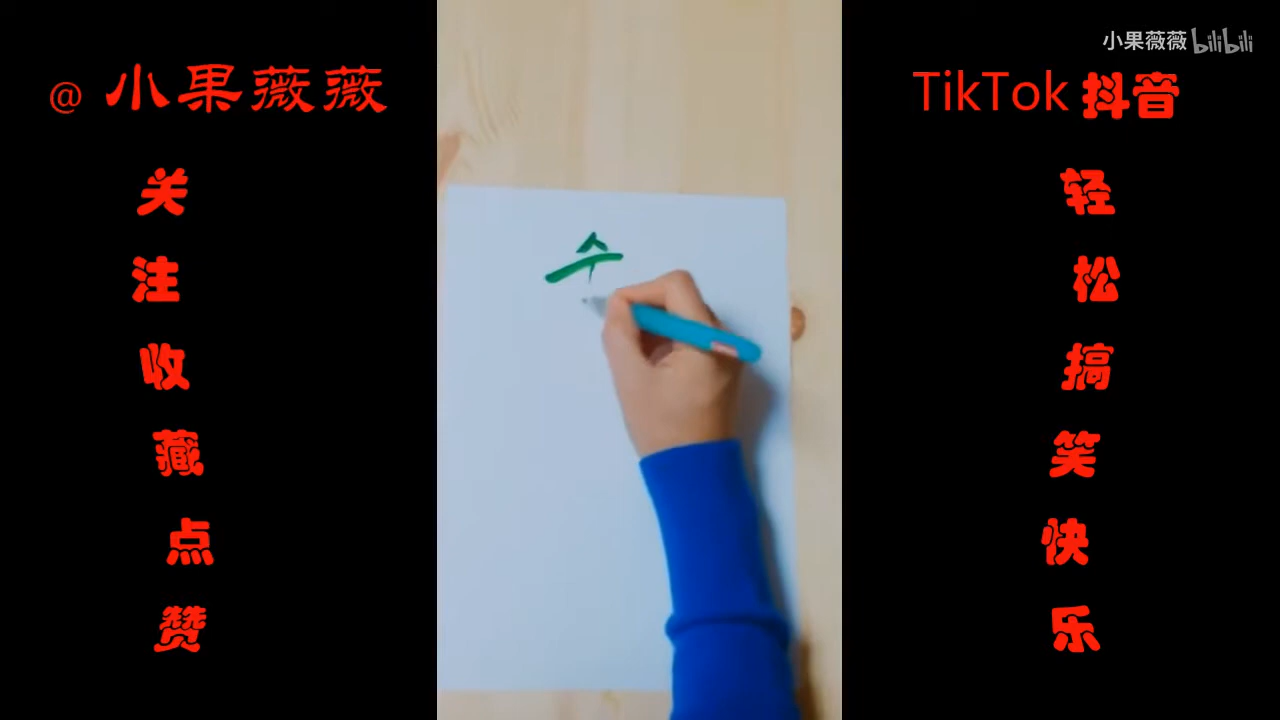 小果薇薇 bilibili
@ 小果薇薇
TikTok 抖音
关
注
收
藏
点
赞
轻
松
搞
笑
快
乐